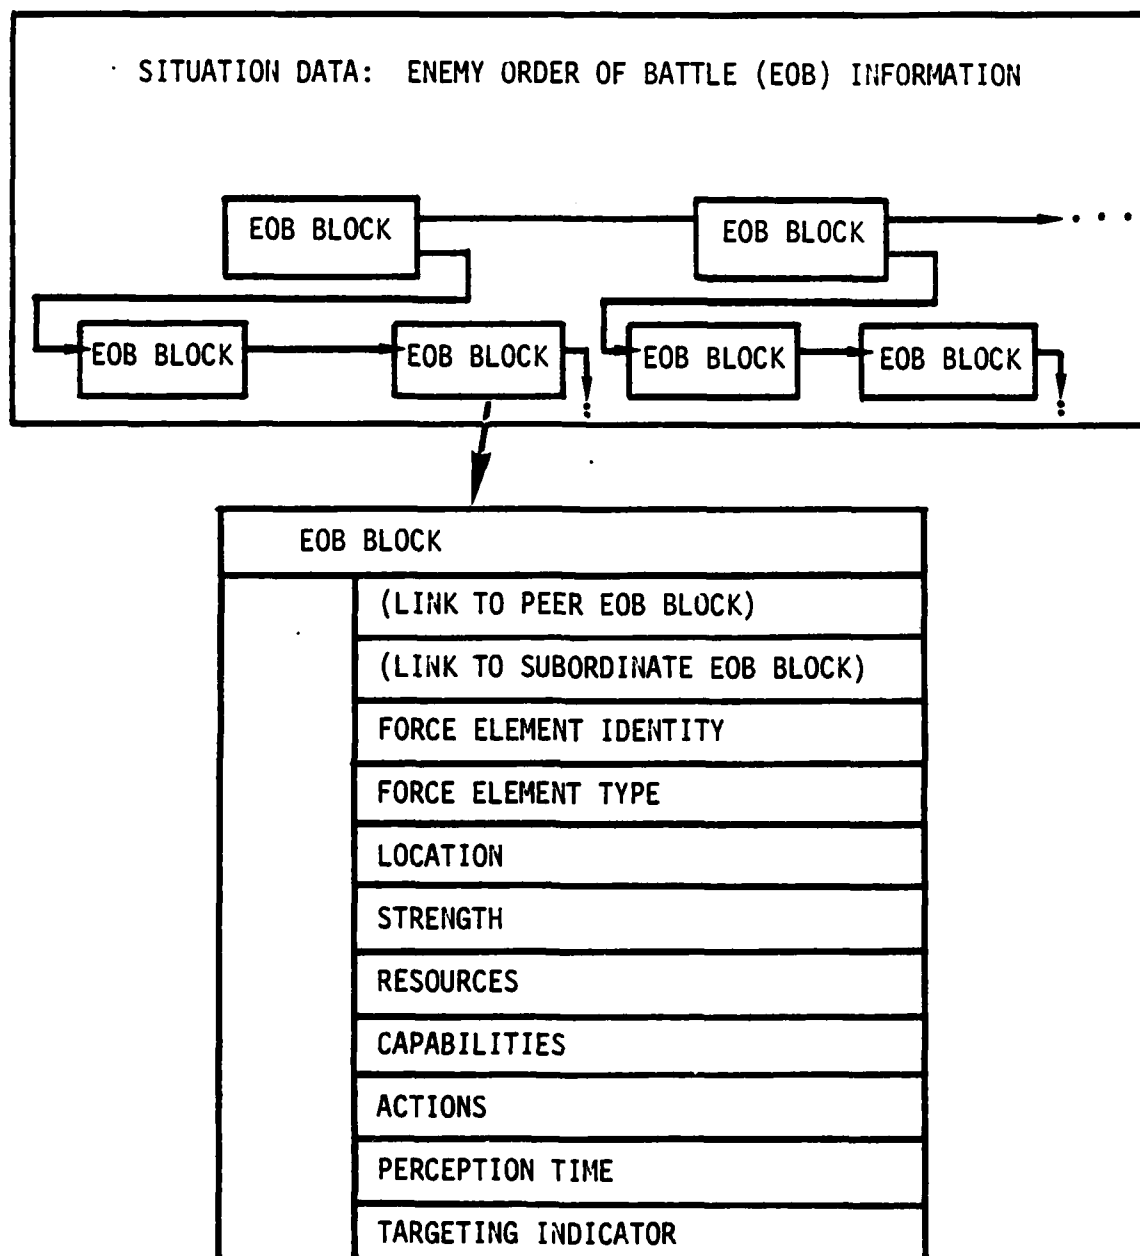 SITUATION DATA: ENEMY ORDER OF BATTLE (EOB) INFORMATION
EOB BLOCK
EOB BLOCK
EOB BLOCK
EOB BLOCK
EOB BLOCK
EOB BLOCK
EOB BLOCK
(LINK TO PEER EOB BLOCK)
(LINK TO SUBORDINATE EOB BLOCK)
FORCE ELEMENT IDENTITY
FORCE ELEMENT TYPE
LOCATION
STRENGTH
RESOURCES
CAPABILITIES
ACTIONS
PERCEPTION TIME
TARGETING INDICATOR